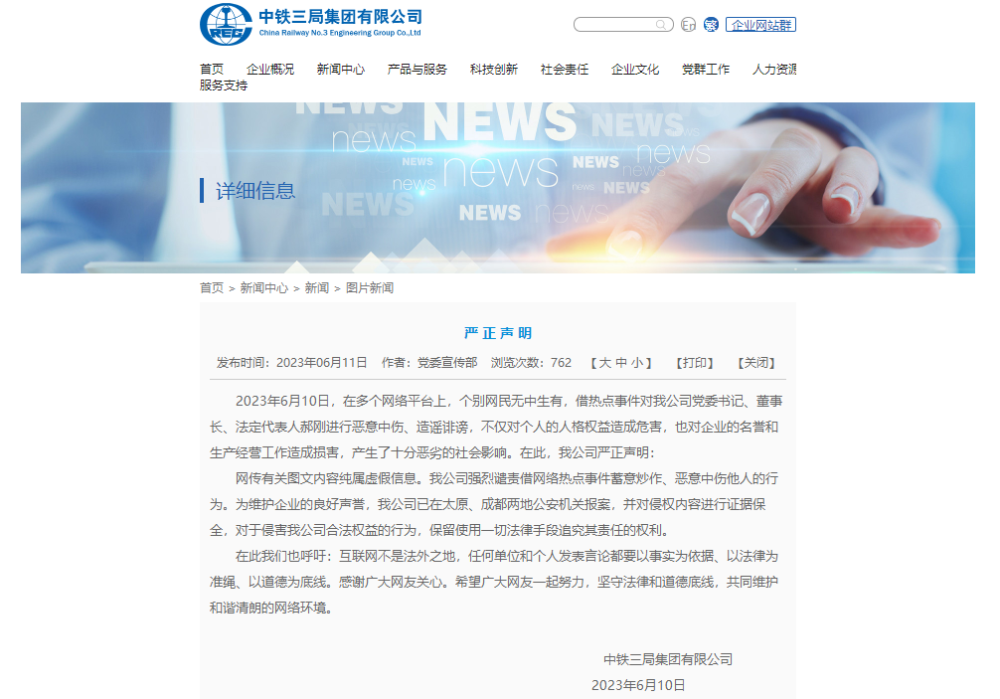 中铁三局集团有限公司
China Railway No.3 Engineering Group Co.,Ltd
REC
En 繁 企业网站群
首页 企业概况 新闻中心 产品与服务 科技创新 社会责任 企业文化 党群工作 人力资源
服务支持
NEWS NEWS
news NEWS
NEWS news NEWS news
news news NEWS
NEWS NEWS news
详细信息
首页 > 新闻中心 > 新闻 > 图片新闻
严正声明
发布时间：2023年06月11日 作者：党委宣传部 浏览次数：762 【大 中 小】 【打印】 【关闭】
2023年6月10日，在多个网络平台上，个别网民无中生有，借热点事件对我公司党委书记、董事
长、法定代表人郝刚进行恶意中伤、造谣诽谤，不仅对个人的人格权益造成危害，也对企业的名誉和
生产经营工作造成损害，产生了十分恶劣的社会影响。在此，我公司严正声明：
网传有关图文内容纯属虚假信息。我公司强烈谴责借网络热点事件蓄意炒作、恶意中伤他人的行
为。为维护企业的良好声誉，我公司已在太原、成都两地公安机关报案，并对侵权内容进行证据保
全，对于侵害我公司合法权益的行为，保留使用一切法律手段追究其责任的权利。
在此我们也呼吁：互联网不是法外之地，任何单位和个人发表言论都要以事实为依据、以法律为
准绳、以道德为底线。感谢广大网友关心。希望广大网友一起努力，坚守法律和道德底线，共同维护
和谐清朗的网络环境。
中铁三局集团有限公司
2023年6月10日